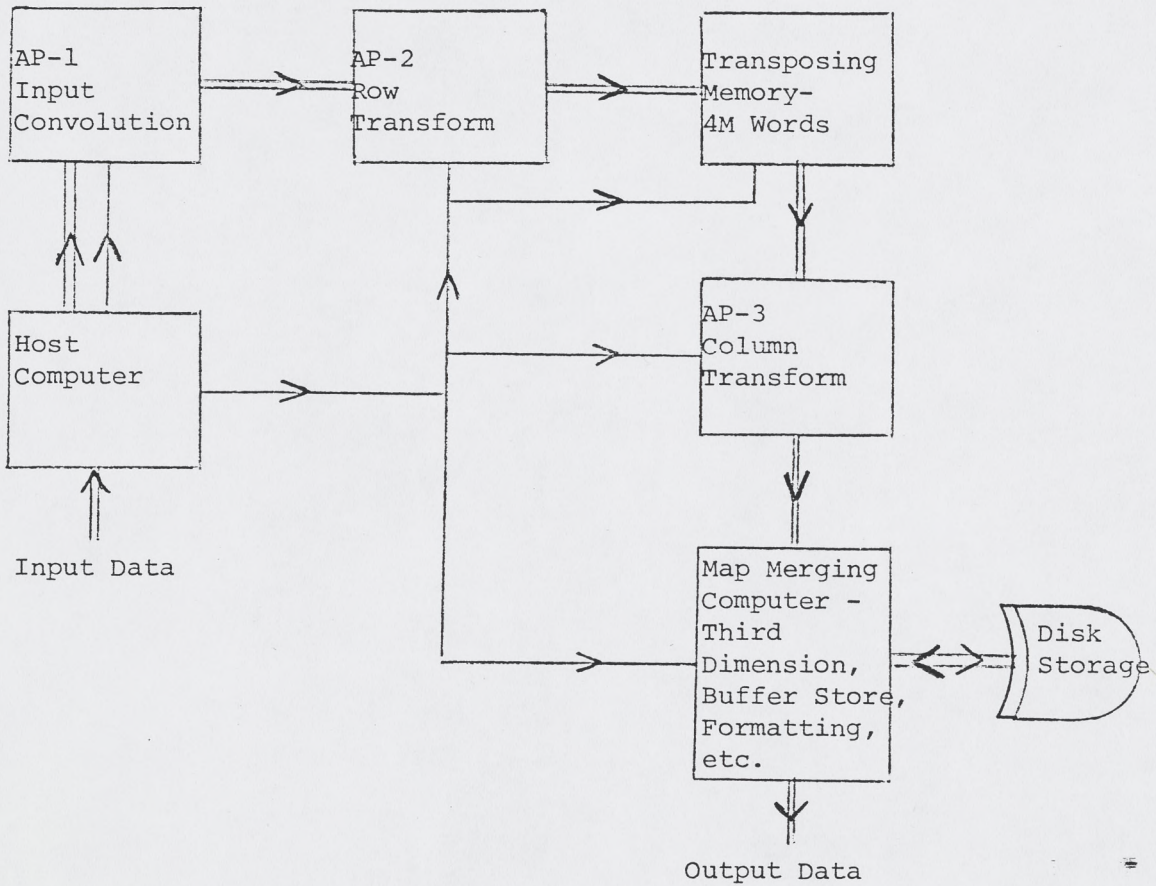 AP-1
Input
Convolution
AP-2
Row
Transform
Transposing
Memory-
4M Words
Host
Computer
AP-3
Column
Transform
Input Data
Map Merging
Computer -
Third
Dimension,
Buffer Store,
Formatting,
etc.
Disk
Storage
Output Data